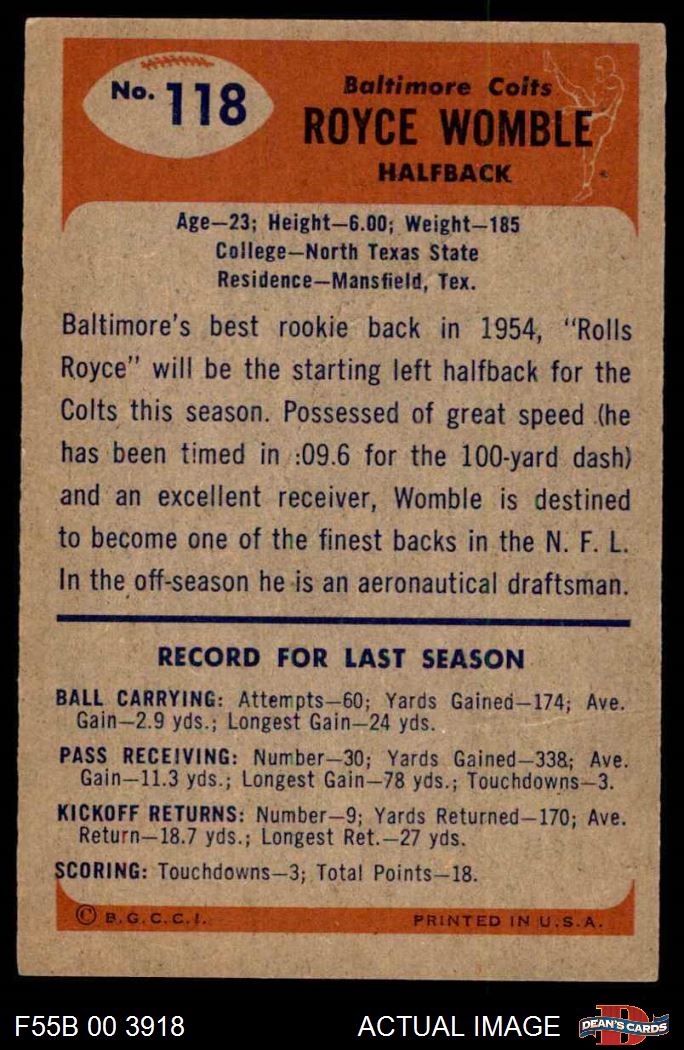 No. 118
Baltimore Colts
ROYCE WOMBLE
HALFBACK
Age—23; Height—6.00; Weight—185
College—North Texas State
Residence—Mansfield, Tex.
Baltimore's best rookie back in 1954, "Rolls
Royce" will be the starting left halfback for the
Colts this season. Possessed of great speed (he
has been timed in :09.6 for the 100-yard dash)
and an excellent receiver, Womble is destined
to become one of the finest backs in the N. F. L.
In the off-season he is an aeronautical draftsman.
RECORD FOR LAST SEASON
BALL CARRYING: Attempts—60; Yards Gained—174; Ave.
Gain—2.9 yds.; Longest Gain—24 yds.
PASS RECEIVING: Number—30; Yards Gained—338; Ave.
Gain—11.3 yds.; Longest Gain—78 yds.; Touchdowns—3.
KICKOFF RETURNS: Number—9; Yards Returned—170; Ave.
Return—18.7 yds.; Longest Ret.—27 yds.
SCORING: Touchdowns—3; Total Points—18.
© B. G. C. C. I. PRINTED IN U. S. A.
F55B 00 3918 ACTUAL IMAGE D DEAN'S CARDS